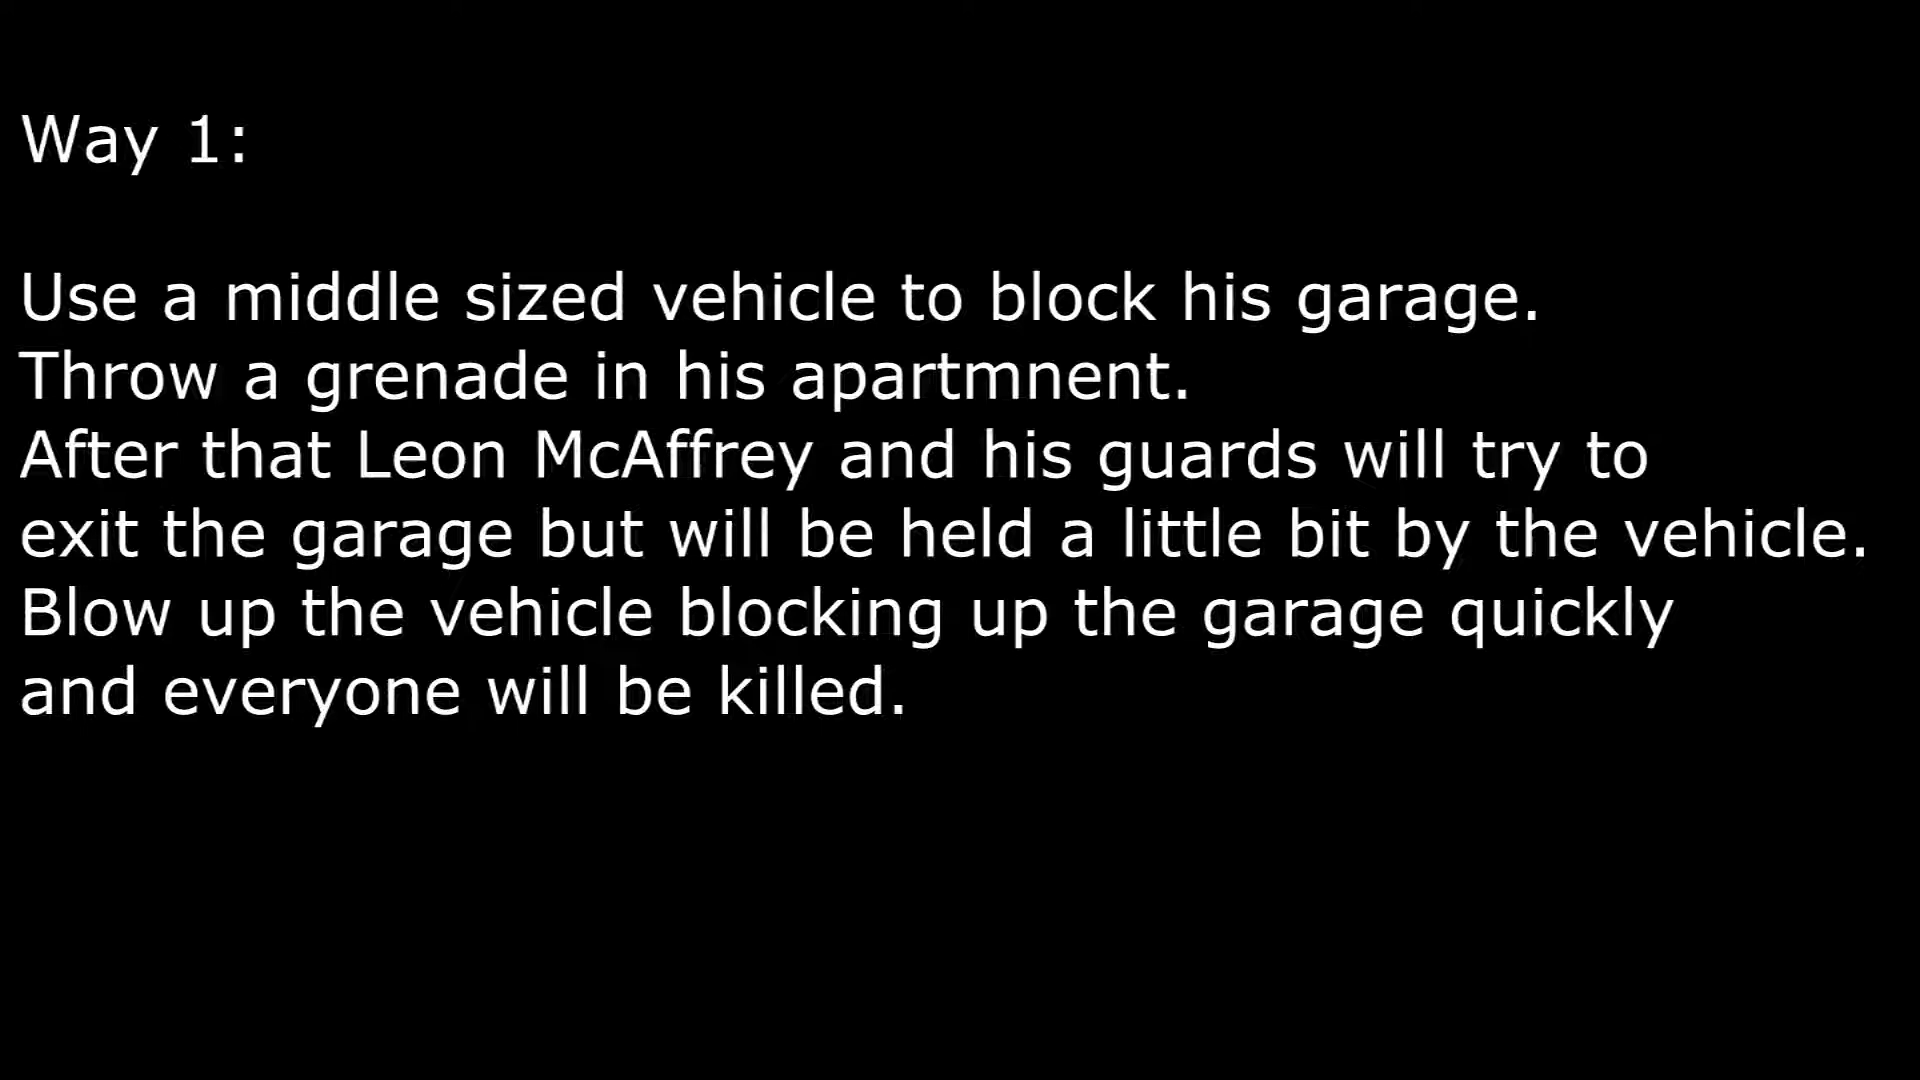 Way 1:
Use a middle sized vehicle to block his garage.
Throw a grenade in his apartmnent.
After that Leon McAffrey and his guards will try to
exit the garage but will be held a little bit by the vehicle.
Blow up the vehicle blocking up the garage quickly
and everyone will be killed.